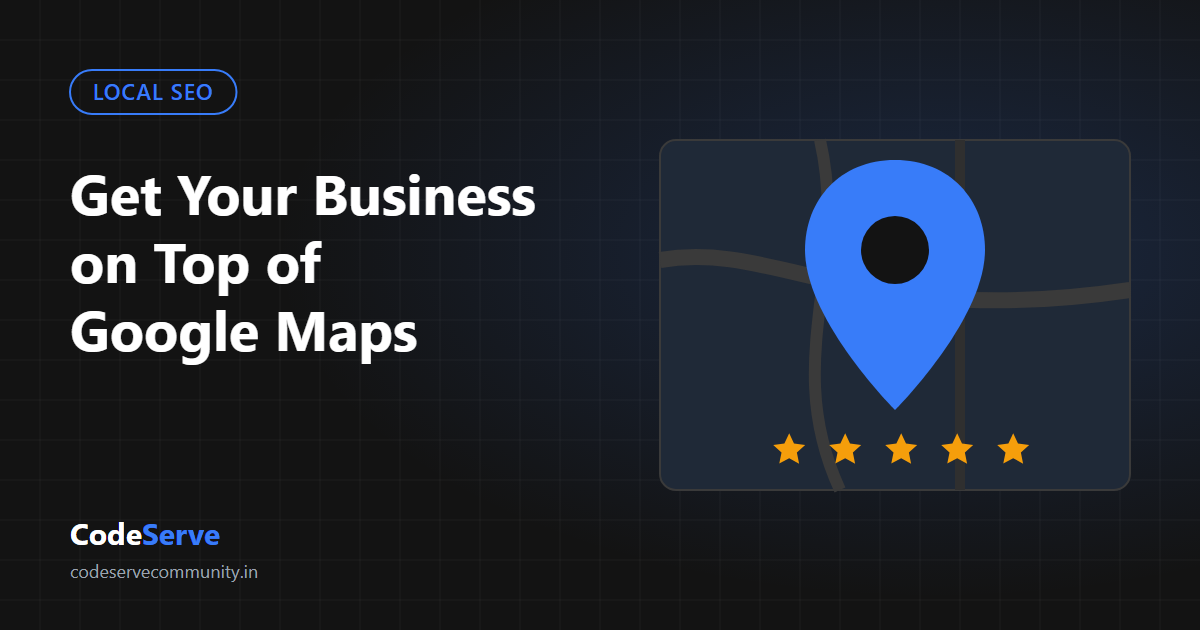 LOCAL SEO
Get Your Business
on Top of
Google Maps
CodeServe
codeservecommunity.in